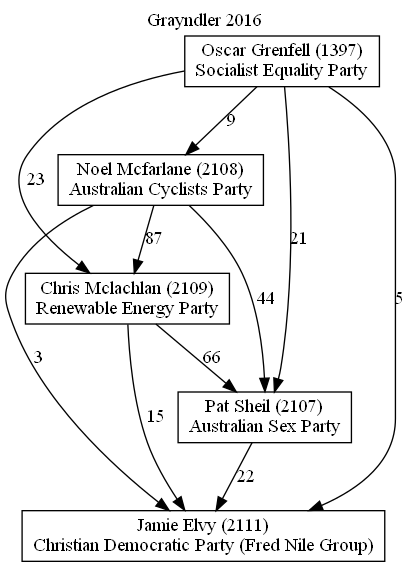 Grayndler 2016
Oscar Grenfell (1397)
Socialist Equality Party
9
Noel Mcfarlane (2108)
Australian Cyclists Party
23
87
21
Chris Mclachlan (2109)
Renewable Energy Party
44
5
3
66
Pat Sheil (2107)
Australian Sex Party
15
22
Jamie Elvy (2111)
Christian Democratic Party (Fred Nile Group)